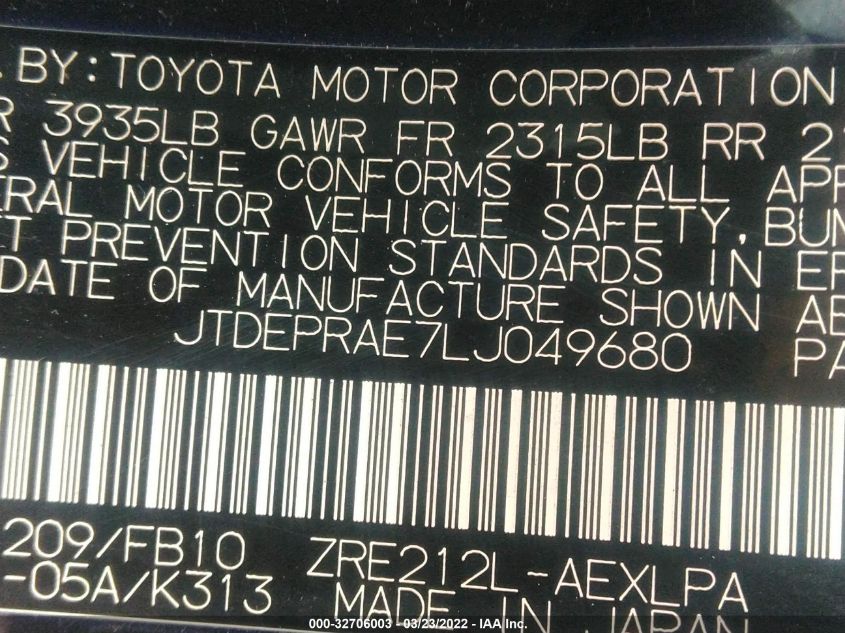 . BY: TOYOTA MOTOR CORPORATION
R 3935LB GAWR FR 2315LB RR 2
S VEHICLE CONFORMS TO ALL APP
ERAL MOTOR VEHICLE SAFETY, BUM
T PREVENTION STANDARDS IN EF
DATE OF MANUFACTURE SHOWN AB
JTDEPRAE7LJ049680 PA
209/FB10 ZRE212L-AEXLPA
-05A/K313 MADE IN JAPAN
000-32706003 - 03/23/2022 - IAA Inc.